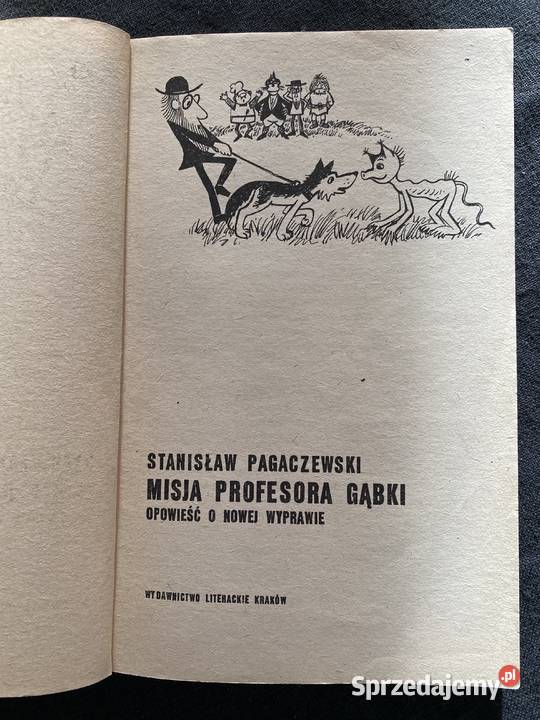 STANISŁAW PAGACZEWSKI
MISJA PROFESORA GĄBKI
OPOWIEŚĆ O NOWEJ WYPRAWIE
WYDAWNICTWO LITERACKIE KRAKÓW
Sprzedajemy.pl